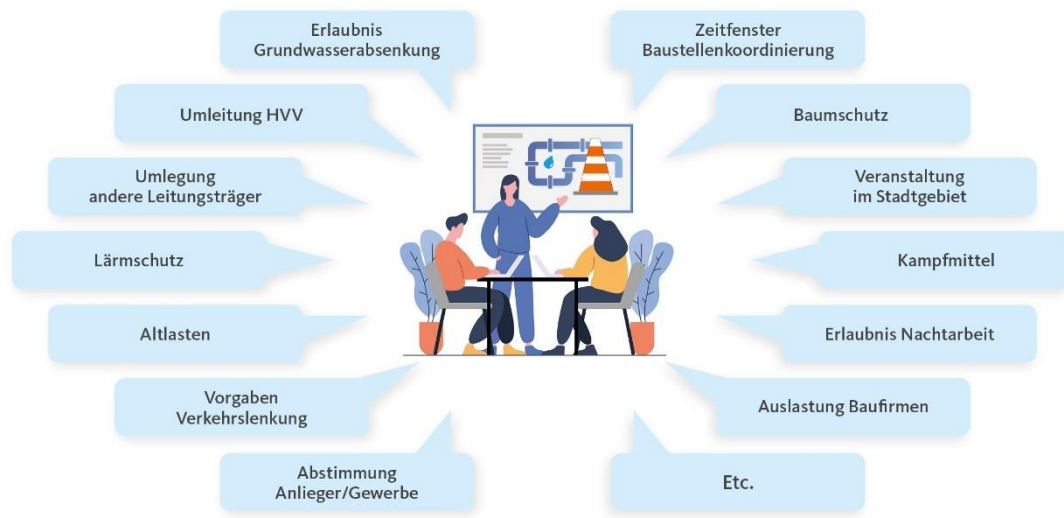 Erlaubnis
Grundwasserabsenkung
Zeitfenster
Baustellenkoordinierung
Umleitung HVV
Baumschutz
Umlegung
andere Leitungsträger
Veranstaltung
im Stadtgebiet
Lärmschutz
Kampfmittel
Altlasten
Erlaubnis Nachtarbeit
Vorgaben
Verkehrslenkung
Auslastung Baufirmen
Abstimmung
Anlieger/Gewerbe
Etc.